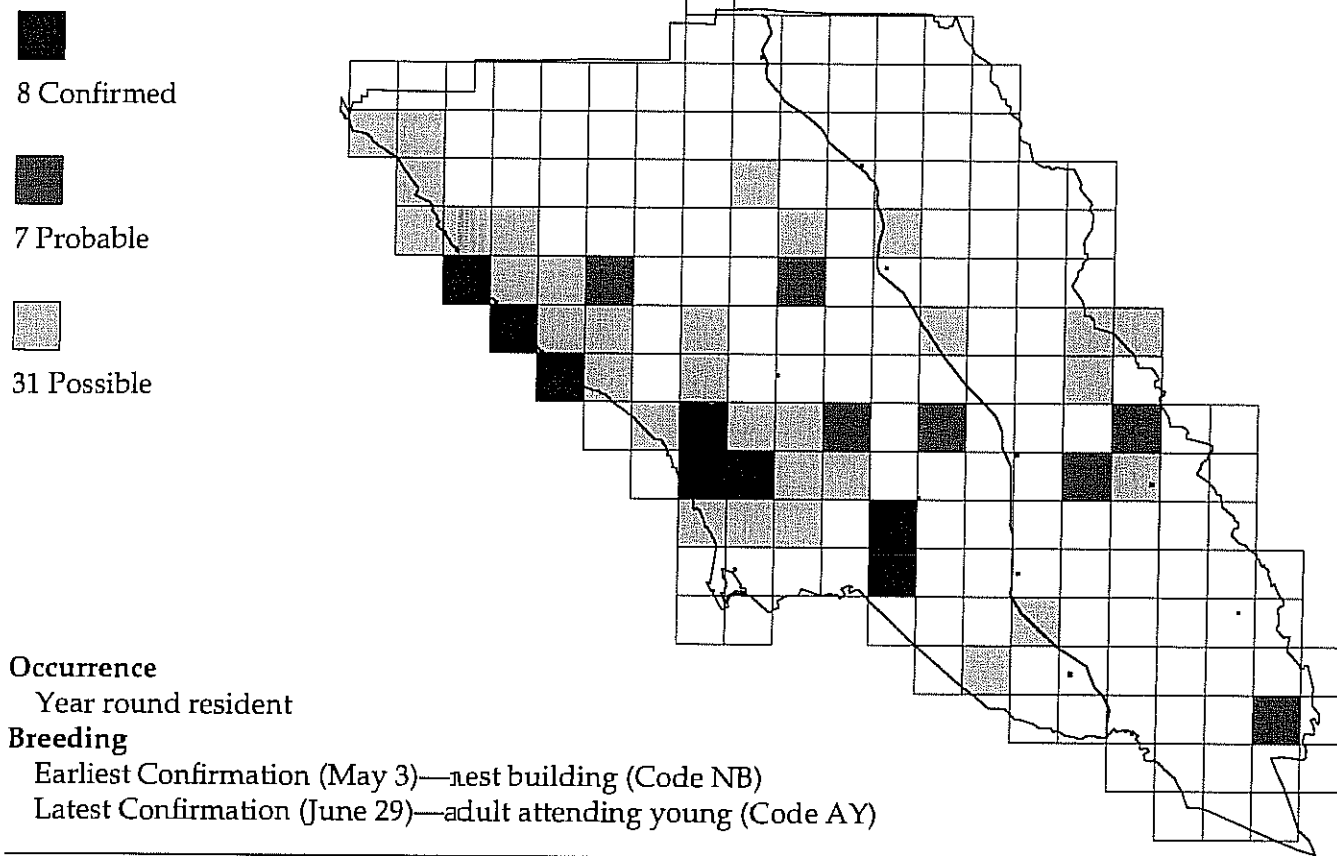 8 Confirmed
7 Probable
31 Possible
Occurrence
Year round resident
Breeding
Earliest Confirmation (May 3)—nest building (Code NB)
Latest Confirmation (June 29)—adult attending young (Code AY)